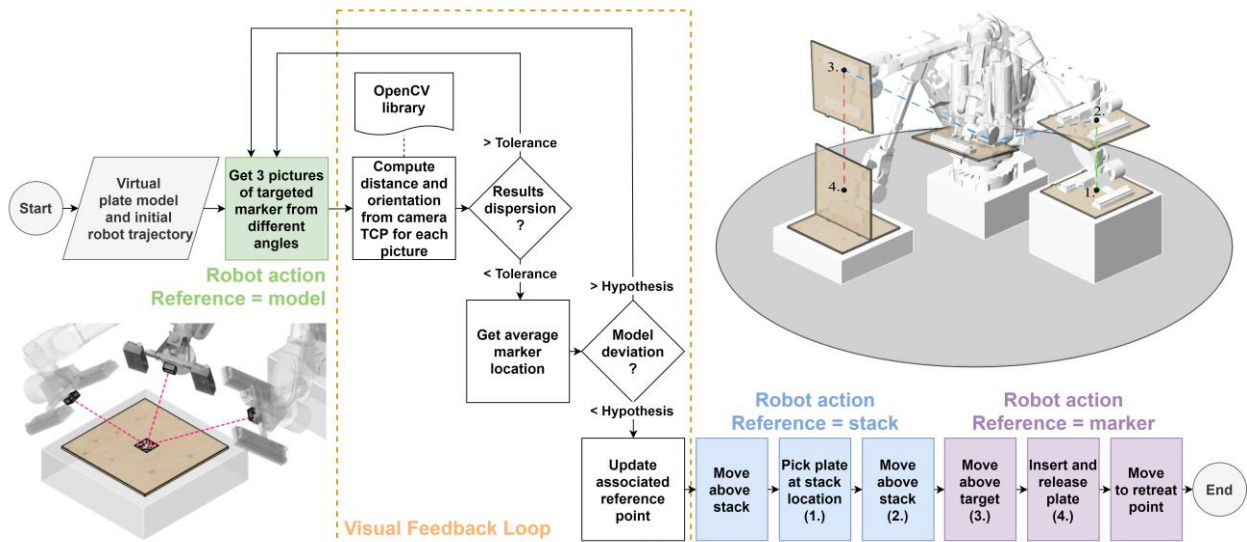 Start
Virtual
plate model
and initial
robot trajectory
Get 3 pictures
of targeted
marker from
different
angles
Robot action
Reference = model
OpenCV
library
Compute
distance and
orientation
from camera
TCP for each
picture
> Tolerance
Results
dispersion
?
< Tolerance
Get average
marker
location
> Hypothesis
Model
deviation
?
< Hypothesis
Update
associated
reference
point
Visual Feedback Loop
3.
4.
2.
1.
Robot action
Reference = stack
Move
above
stack
Pick plate
at stack
location
(1.)
Move
above
stack
(2.)
Robot action
Reference = marker
Move
above
target
(3.)
Insert and
release
plate
(4.)
Move
to retreat
point
End